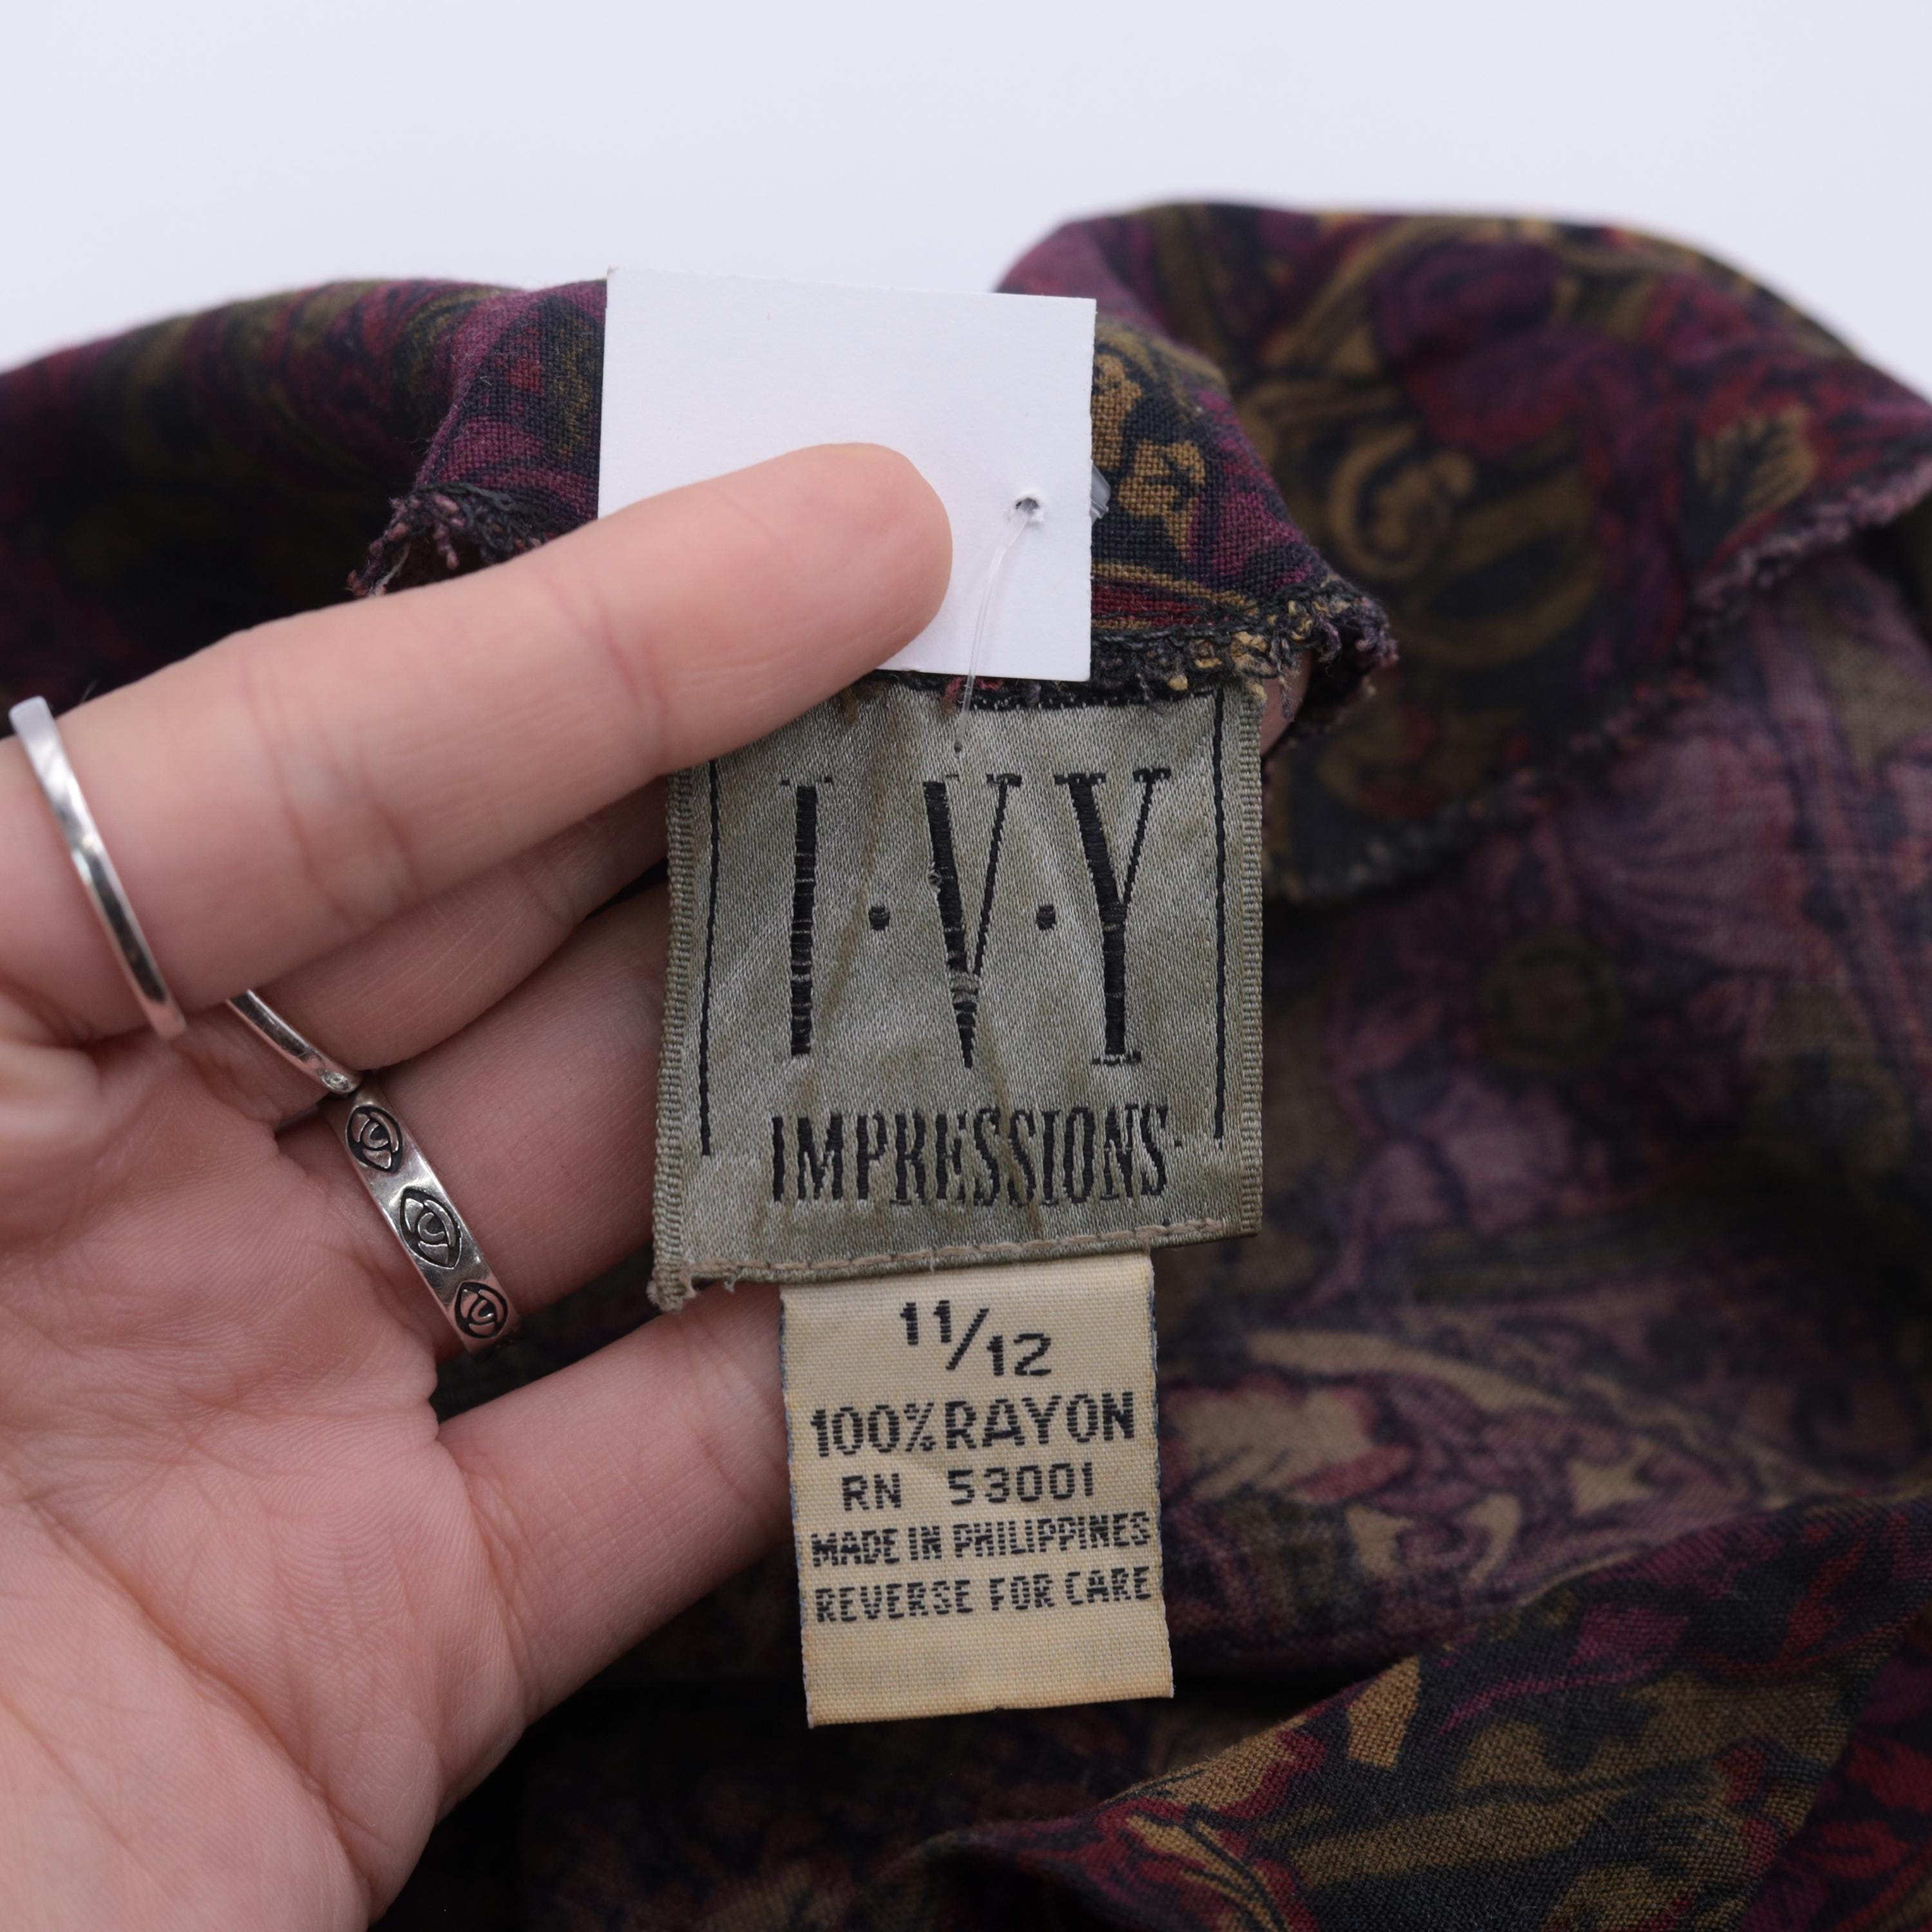 I·V·Y
IMPRESSIONS
11/12
100% RAYON
RN 53001
MADE IN PHILIPPINES
REVERSE FOR CARE